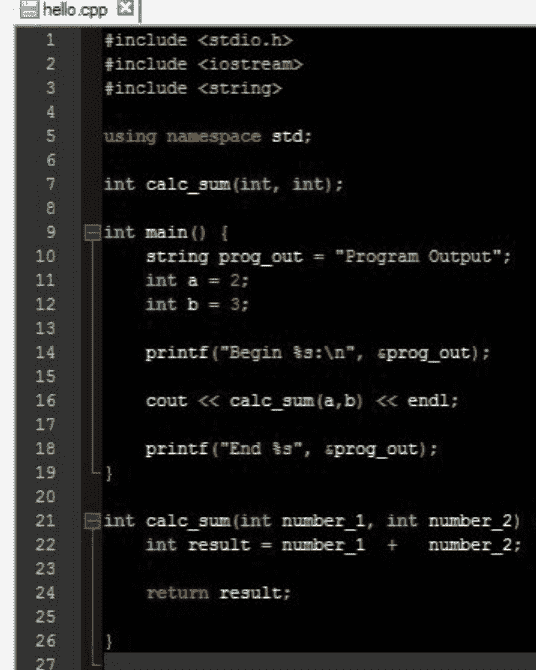 hello.cpp
1 #include <stdio.h>
2 #include <iostream>
3 #include <string>
4
5 using namespace std;
6
7 int calc_sum(int, int);
8
9 int main() {
10 string prog_out = "Program Output";
11 int a = 2;
12 int b = 3;
13
14 printf("Begin %s:\n", &prog_out);
15
16 cout << calc_sum(a,b) << endl;
17
18 printf("End %s", &prog_out);
19 }
20
21 int calc_sum(int number_1, int number_2)
22 int result = number_1 + number_2;
23
24 return result;
25
26 }
27